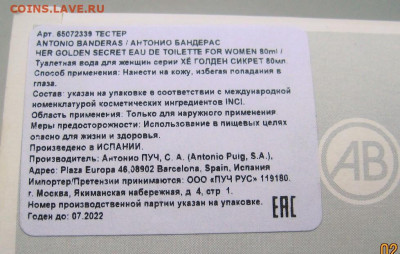 COINS.LAVE.RU
Арт. 65072339 ТЕСТЕР
ANTONIO BANDERAS / АНТОНИО БАНДЕРАС
HER GOLDEN SECRET EAU DE TOILETTE FOR WOMEN 80ml /
Туалетная вода для женщин серии ХЁ ГОЛДЕН СИКРЕТ 80мл.
Способ применения: Нанести на кожу, избегая попадания в
глаза.
Состав: указан на упаковке в соответствии с международной
номенклатурой косметических ингредиентов INCI.
Область применения: Только для наружного применения
Меры предосторожности: Использование в пищевых целях
опасно для жизни и здоровья.
Произведено в ИСПАНИИ.
Производитель: Антонио ПУЧ, С. А. (Antonio Puig, S.A.),
Адрес: Plaza Europa 46,08902 Barcelona, Spain, Испания
Импортер/Претензии принимаются: ООО «ПУЧ РУС» 119180.
г. Москва, Якиманская набережная, д 4, стр 1.
Номер производственной партии указан на упаковке.
Годен до: 07.2022
EAC
AB
02